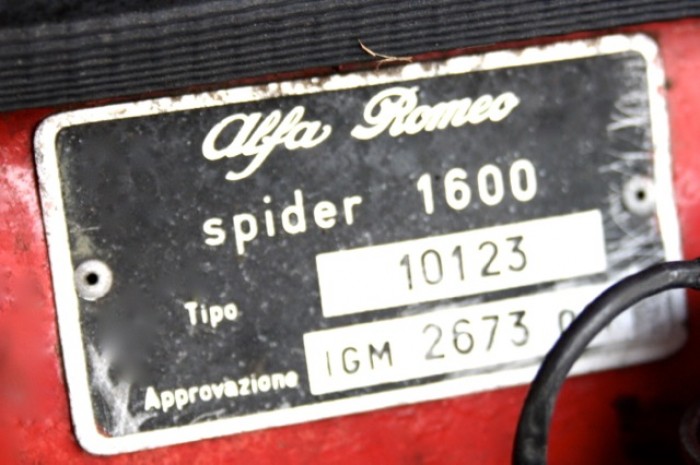 Alfa Romeo
spider 1600
Tipo 10123
Approvazione IGM 2673